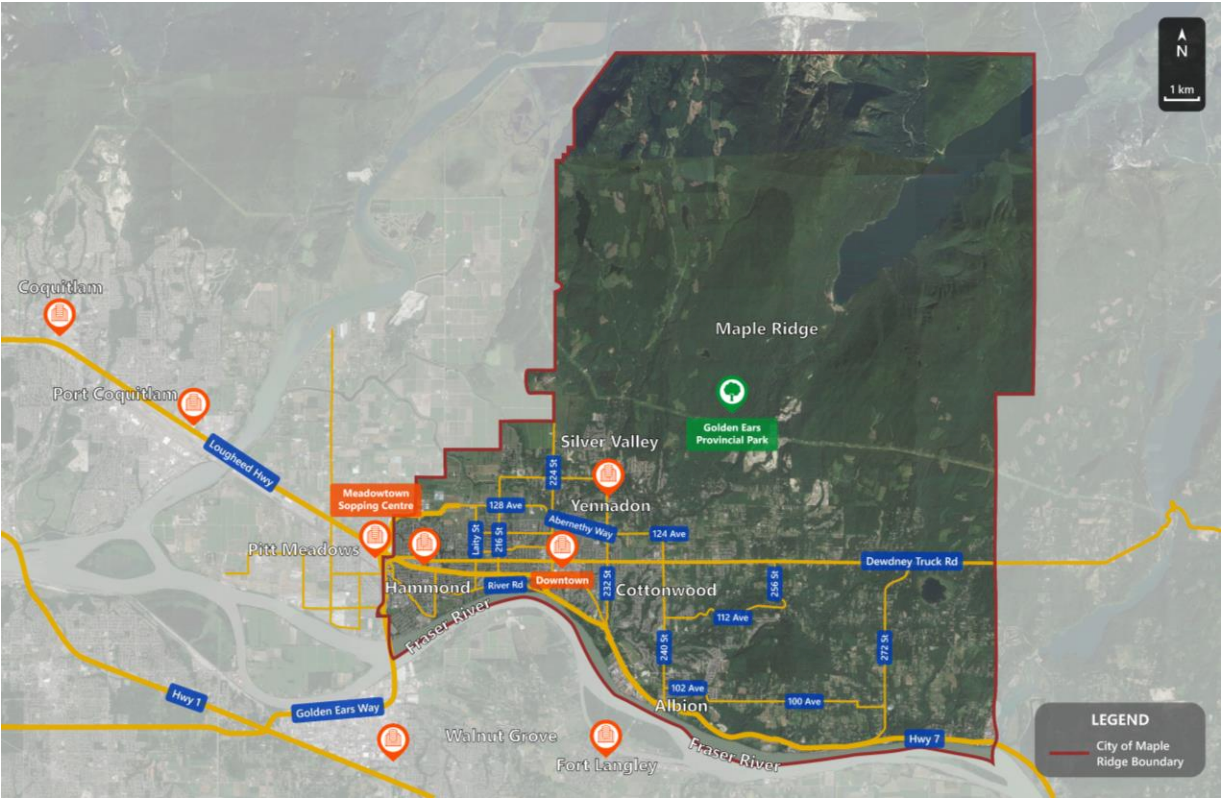 N
1 km
Coquitlam
Maple Ridge
Port Coquitlam
Golden Ears
Provincial Park
Silver Valley
Lougheed Hwy
224 St
Meadowtown
Sopping Centre
128 Ave
Yennadon
Abernethy Way
124 Ave
Laity St
216 St
Pitt Meadows
Dewdney Truck Rd
Hammond
River Rd
Downtown
232 St
Cottonwood
256 St
Fraser River
112 Ave
240 St
272 St
102 Ave
100 Ave
Albion
Hwy 1
Golden Ears Way
Walnut Grove
Fort Langley
Fraser River
Hwy 7
LEGEND
City of Maple
Ridge Boundary